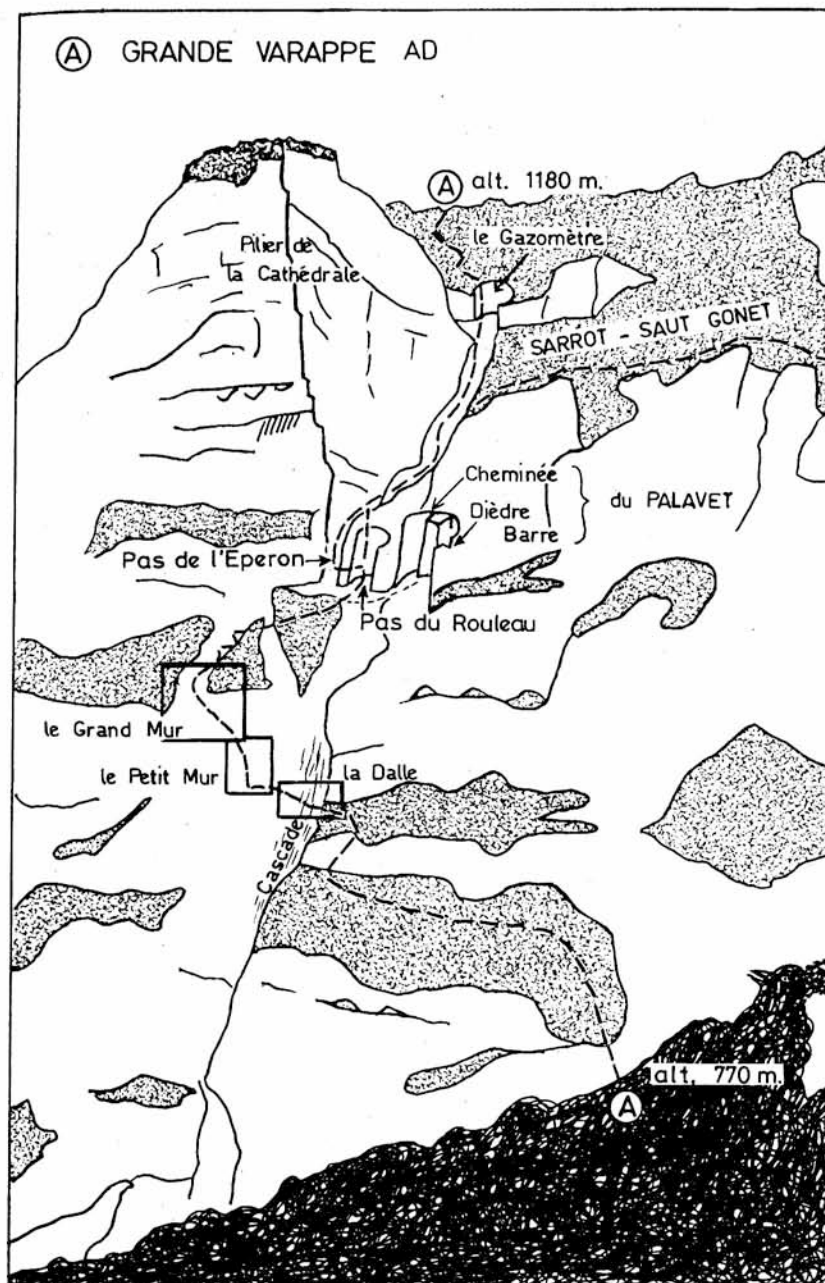 A GRANDE VARAPPE AD
A alt. 1180 m.
le Gazomètre
Pilier de
la Cathédrale
SARROT - SAUT GONET
Cheminée
Dièdre
Barre
du PALAVET
Pas de l'Eperon
Pas du Rouleau
le Grand Mur
le Petit Mur
la Dalle
Cascade
alt, 770 m.
A